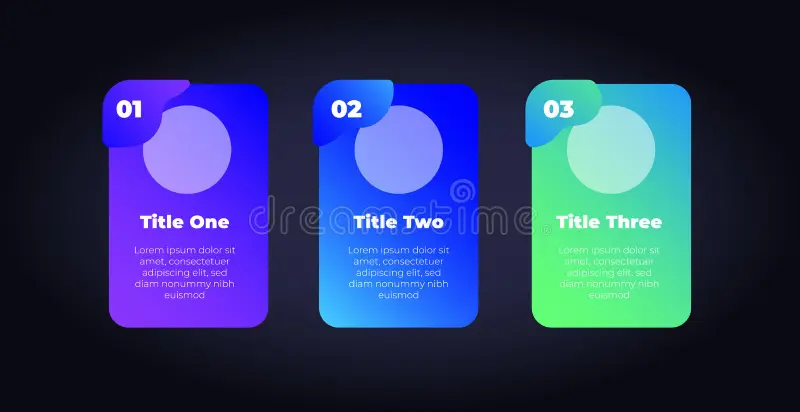 01
Title One
Lorem ipsum dolor sit
amet, consectetuer
adipiscing elit, sed
diam nonummy nibh
euismod
02
Title Two
Lorem ipsum dolor sit
amet, consectetuer
adipiscing elit, sed
diam nonummy nibh
euismod
03
Title Three
Lorem ipsum dolor sit
amet, consectetuer
adipiscing elit, sed
diam nonummy nibh
euismod
dreamstime